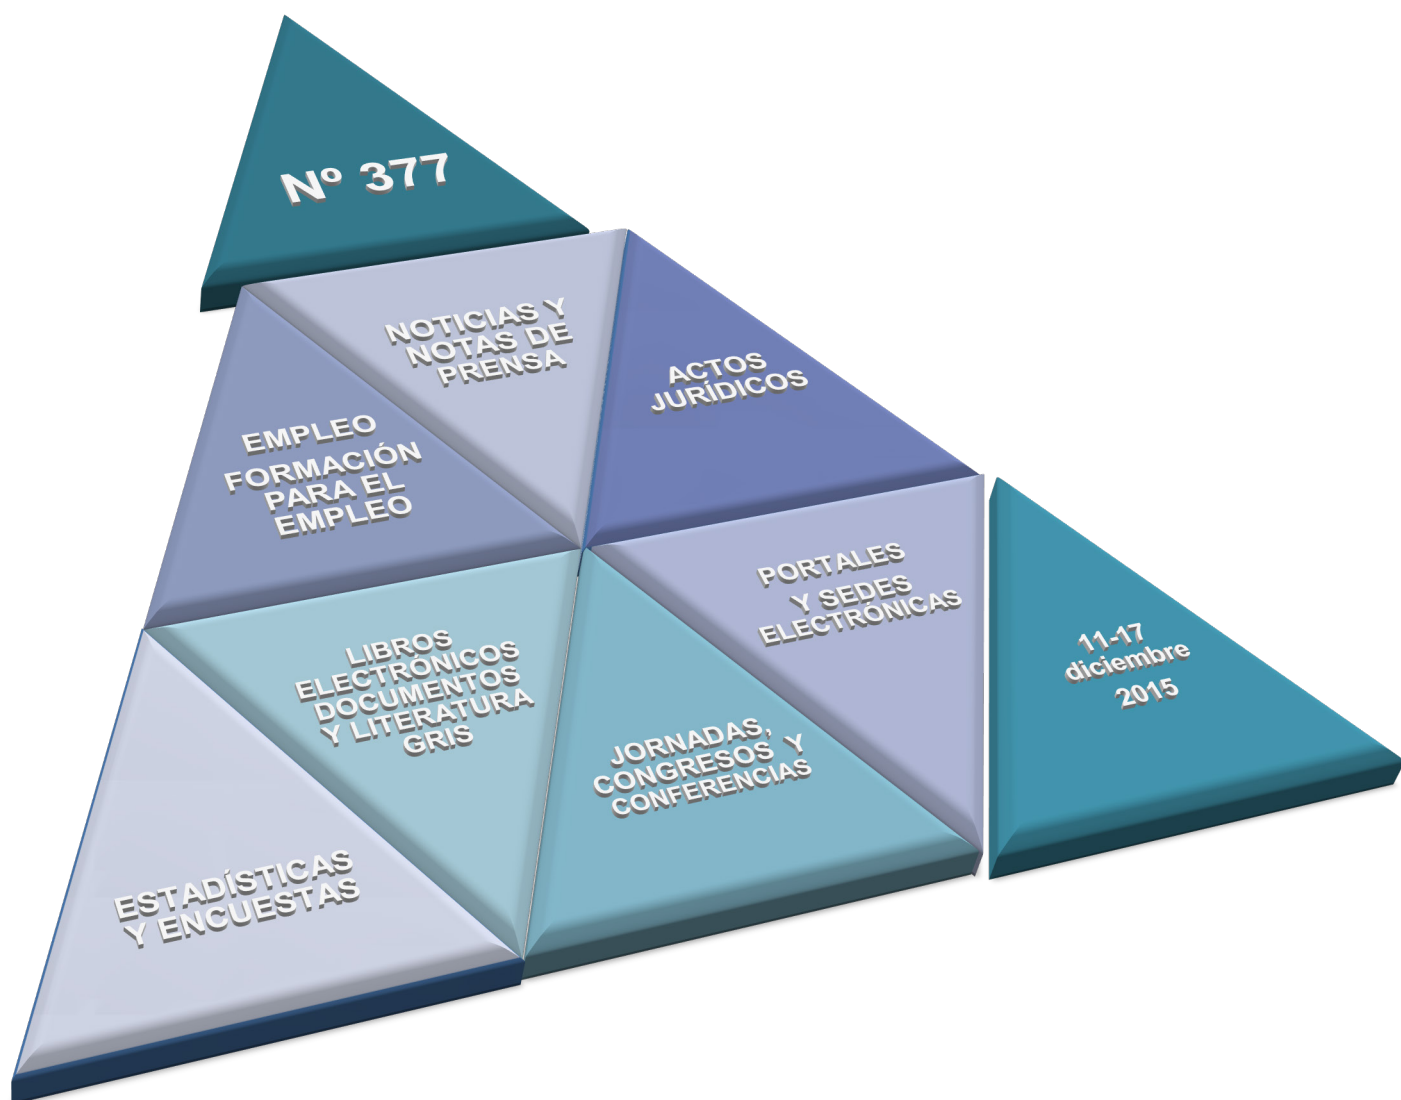 Nº 377
NOTICIAS Y
NOTAS DE
PRENSA
ACTOS
JURÍDICOS
EMPLEO
FORMACIÓN
PARA EL
EMPLEO
PORTALES
Y SEDES
ELECTRÓNICAS
11-17
diciembre
2015
LIBROS
ELECTRÓNICOS
DOCUMENTOS
Y LITERATURA
GRIS
JORNADAS,
CONGRESOS Y
CONFERENCIAS
ESTADÍSTICAS
Y ENCUESTAS